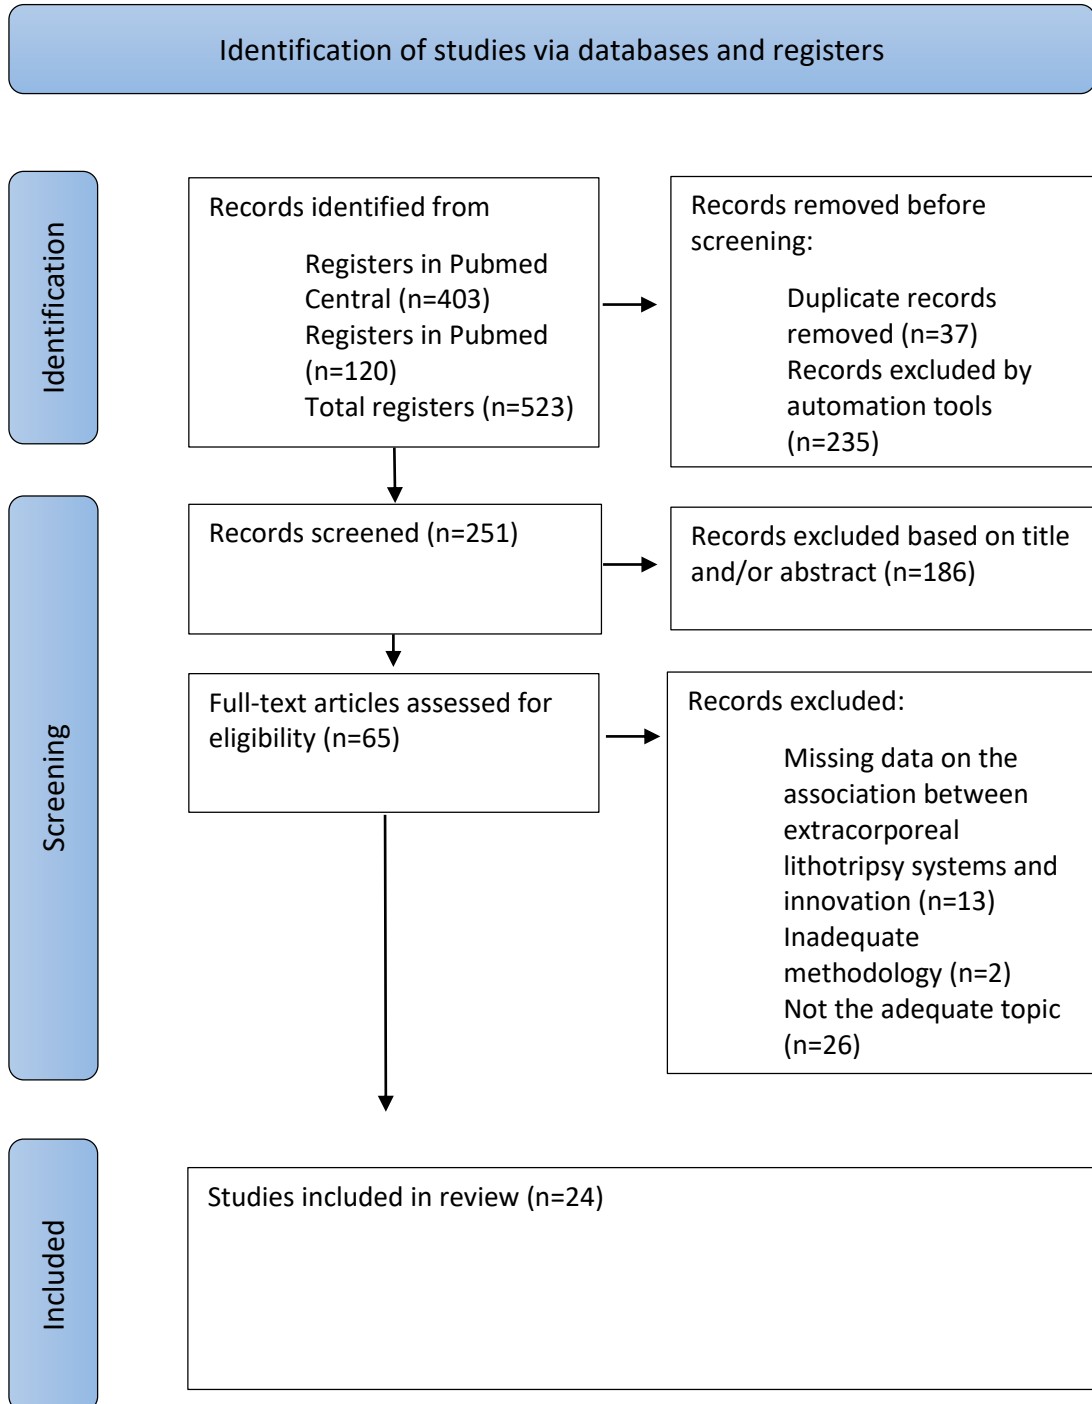 Identification of studies via databases and registers
Identification
Records identified from
Registers in Pubmed
Central (n=403)
Registers in Pubmed
(n=120)
Total registers (n=523)
Records removed before
screening:
Duplicate records
removed (n=37)
Records excluded by
automation tools
(n=235)
Screening
Records screened (n=251)
Records excluded based on title
and/or abstract (n=186)
Full-text articles assessed for
eligibility (n=65)
Records excluded:
Missing data on the
association between
extracorporeal
lithotripsy systems and
innovation (n=13)
Inadequate
methodology (n=2)
Not the adequate topic
(n=26)
Included
Studies included in review (n=24)